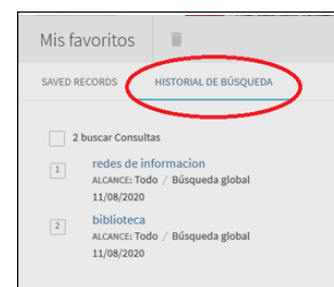 Mis favoritos
SAVED RECORDS HISTORIAL DE BÚSQUEDA
2 buscar Consultas
1 redes de informacion
ALCANCE: Todo / Búsqueda global
11/08/2020
2 biblioteca
ALCANCE: Todo / Búsqueda global
11/08/2020